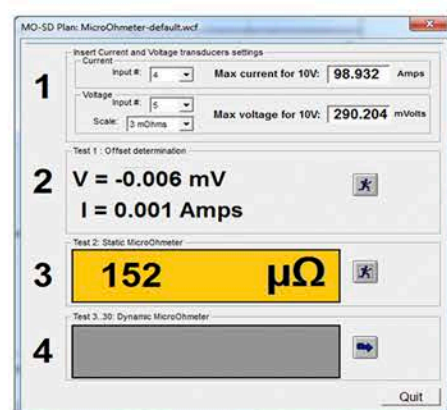 MO-SD Plan: MicroOhmeter-default.wcf
Insert Current and Voltage transducers settings
1
Current
Input #: 4 Max current for 10V: 98.932 Amps
Voltage
Input #: 5
Scale: 3 mOhms
Max voltage for 10V: 290.204 mVolts
Test 1 : Offset determination
2
V = -0.006 mV
I = 0.001 Amps
Test 2: Static MicroOhmeter
3
152 μΩ
Test 3..30: Dynamic MicroOhmeter
4
Quit